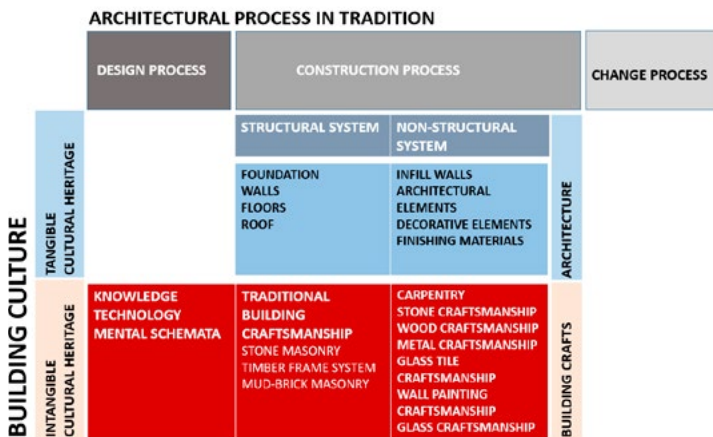 ARCHITECTURAL PROCESS IN TRADITION
DESIGN PROCESS
CONSTRUCTION PROCESS
CHANGE PROCESS
BUILDING CULTURE
TANGIBLE
CULTURAL HERITAGE
STRUCTURAL SYSTEM
NON-STRUCTURAL
SYSTEM
FOUNDATION
WALLS
FLOORS
ROOF
INFILL WALLS
ARCHITECTURAL
ELEMENTS
DECORATIVE ELEMENTS
FINISHING MATERIALS
ARCHITECTURE
INTANGIBLE
CULTURAL HERITAGE
KNOWLEDGE
TECHNOLOGY
MENTAL SCHEMATA
TRADITIONAL
BUILDING
CRAFTSMANSHIP
STONE MASONRY
TIMBER FRAME SYSTEM
MUD-BRICK MASONRY
CARPENTRY
STONE CRAFTSMANSHIP
WOOD CRAFTSMANSHIP
METAL CRAFTSMANSHIP
GLASS TILE
CRAFTSMANSHIP
WALL PAINTING
CRAFTSMANSHIP
GLASS CRAFTSMANSHIP
BUILDING CRAFTS